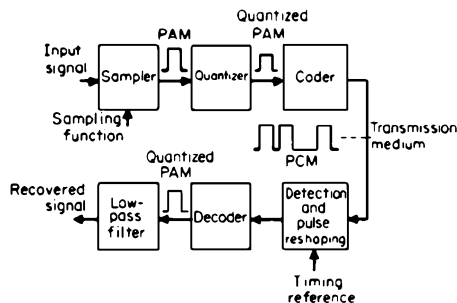 PAM
Quantized
PAM
Input
signal
Sampler
Quantizer
Coder
Sampling
function
PCM
Transmission
medium
Quantized
PAM
Recovered
signal
Low-
pass
filter
Decoder
Detection
and
pulse
reshaping
Timing
reference